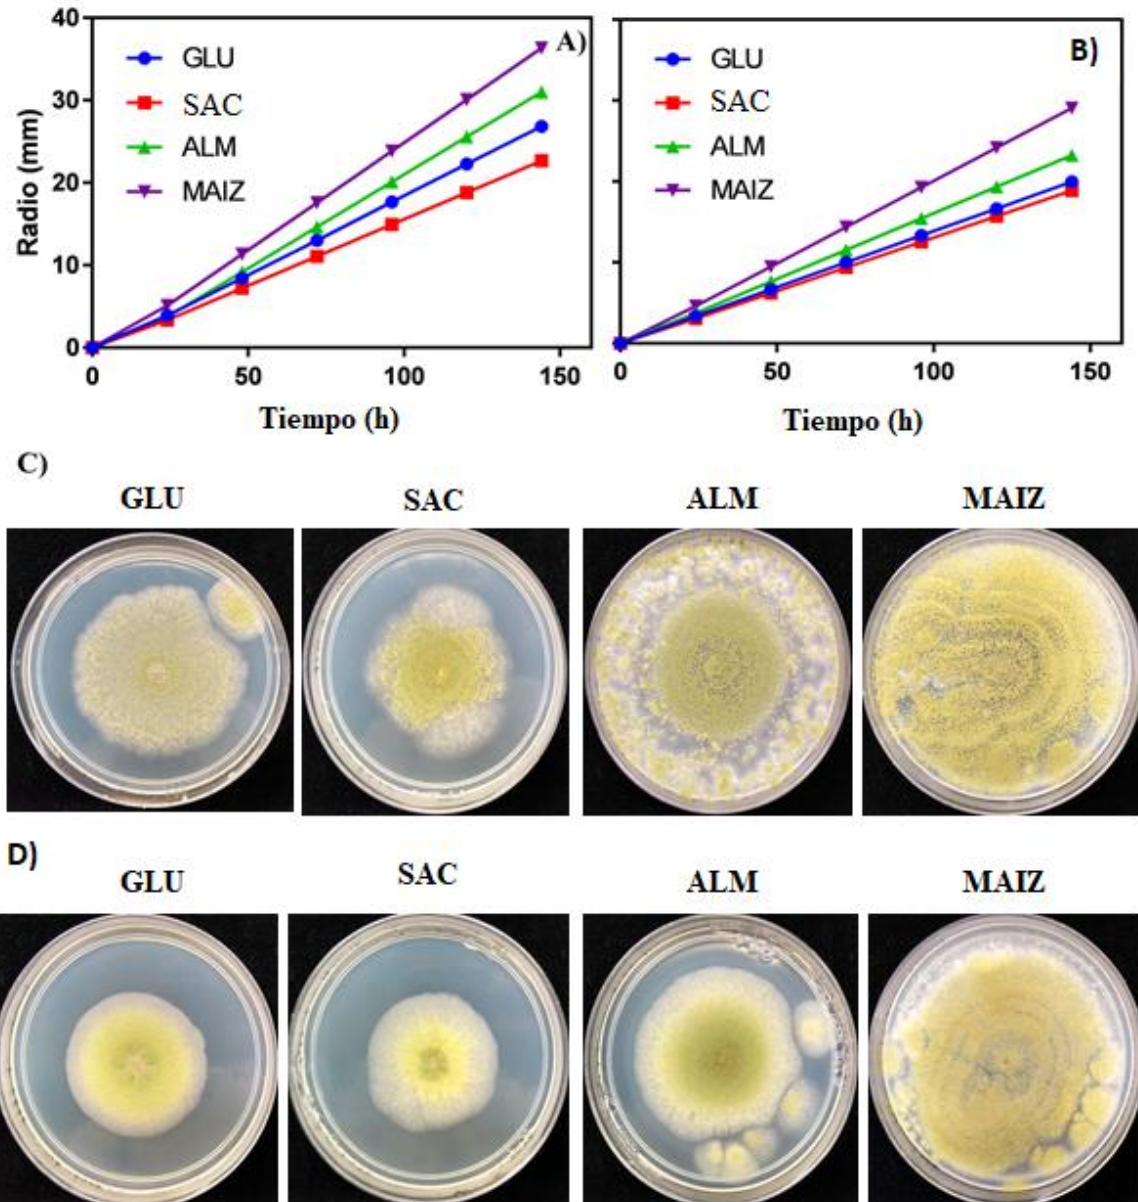 40
30
20
10
0
Radio (mm)
GLU
SAC
ALM
MAIZ
A)
0
50
100
150
Tiempo (h)
GLU
SAC
ALM
MAIZ
B)
0
50
100
150
Tiempo (h)
C)
GLU
SAC
ALM
MAIZ
D)
GLU
SAC
ALM
MAIZ